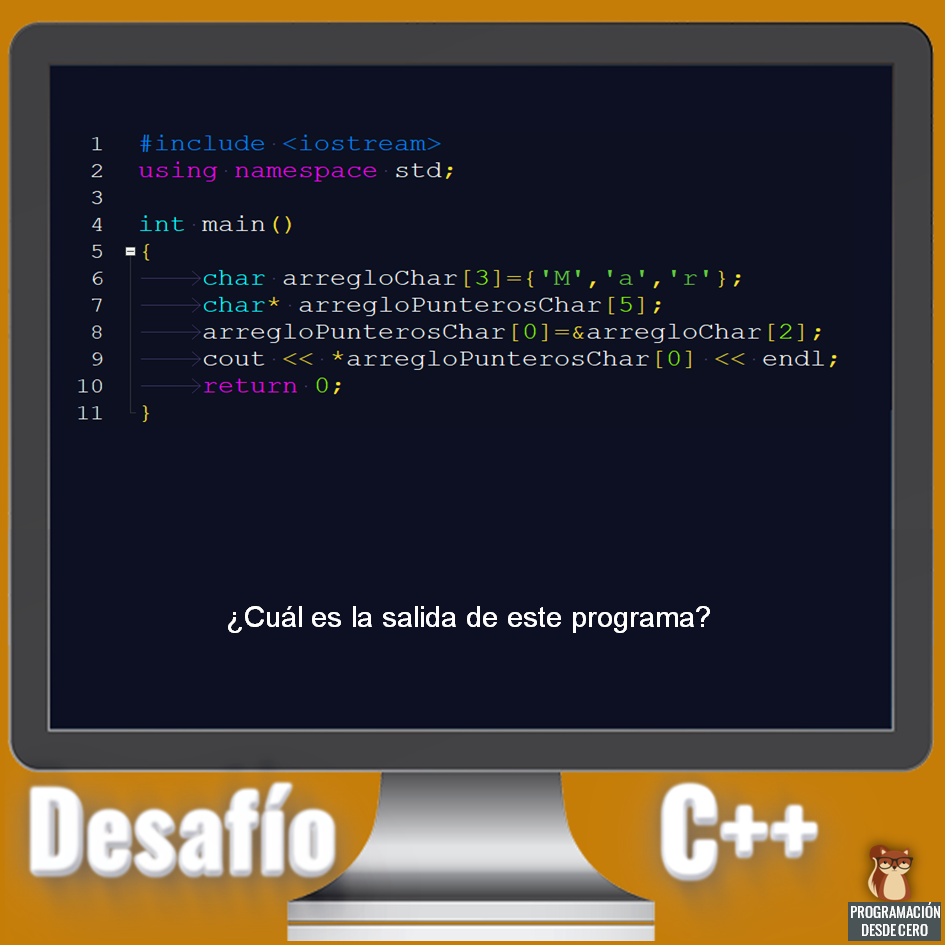 1 #include <iostream>
2 using namespace std;
3
4 int main()
5 {
6 char arregloChar[3]={'M','a','r'};
7 char* arregloPunterosChar[5];
8 arregloPunterosChar[0]=&arregloChar[2];
9 cout << *arregloPunterosChar[0] << endl;
10 return 0;
11 }
¿Cuál es la salida de este programa?
Desafío C++
PROGRAMACIÓN
DESDE CERO